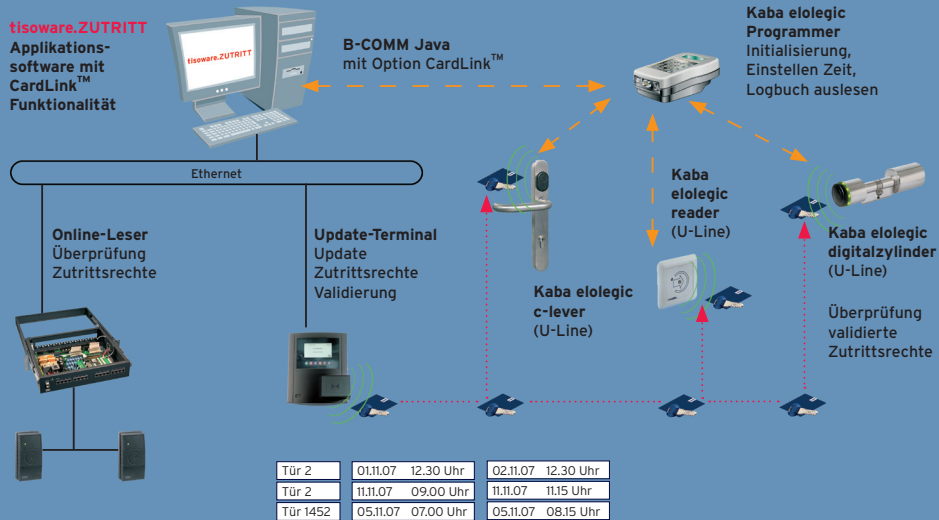 tisoware.ZUTRITT
Applikations-
software mit
CardLink™
Funktionalität
tisoware.ZUTRITT
B-COMM Java
mit Option CardLink™
Kaba elologic
Programmer
Initialisierung,
Einstellen Zeit,
Logbuch auslesen
Ethernet
Online-Leser
Überprüfung
Zutrittsrechte
Update-Terminal
Update
Zutrittsrechte
Validierung
Kaba elologic
c-lever
(U-Line)
Kaba
elologic
reader
(U-Line)
Kaba elologic
digitalzylinder
(U-Line)
Überprüfung
validierte
Zutrittsrechte
Tür 2 01.11.07 12.30 Uhr 02.11.07 12.30 Uhr
Tür 2 11.11.07 09.00 Uhr 11.11.07 11.15 Uhr
Tür 1452 05.11.07 07.00 Uhr 05.11.07 08.15 Uhr